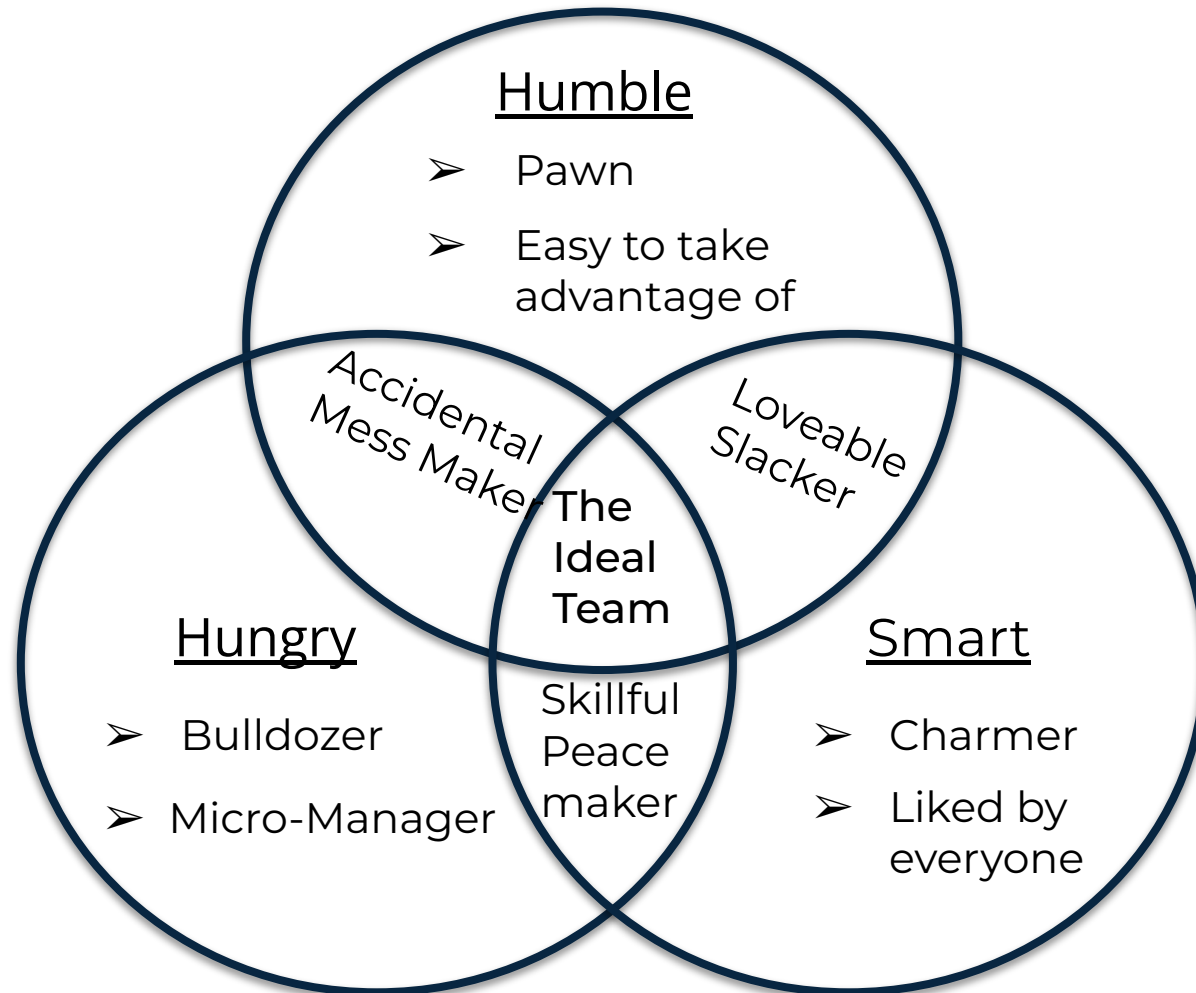 Humble
➢ Pawn
➢ Easy to take
advantage of
Accidental
Mess Maker
Loveable
Slacker
The
Ideal
Team
Hungry
➢ Bulldozer
➢ Micro-Manager
Skillful
Peace
maker
Smart
➢ Charmer
➢ Liked by
everyone